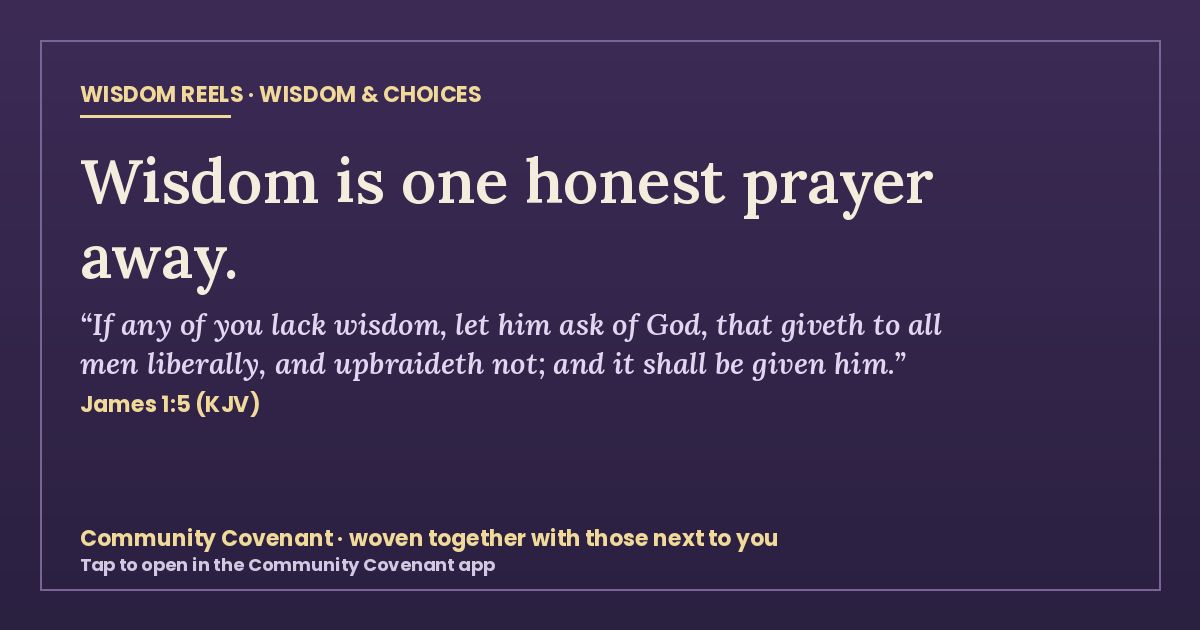 WISDOM REELS · WISDOM & CHOICES
Wisdom is one honest prayer
away.
“If any of you lack wisdom, let him ask of God, that giveth to all
men liberally, and upbraideth not; and it shall be given him.”
James 1:5 (KJV)
Community Covenant · woven together with those next to you
Tap to open in the Community Covenant app